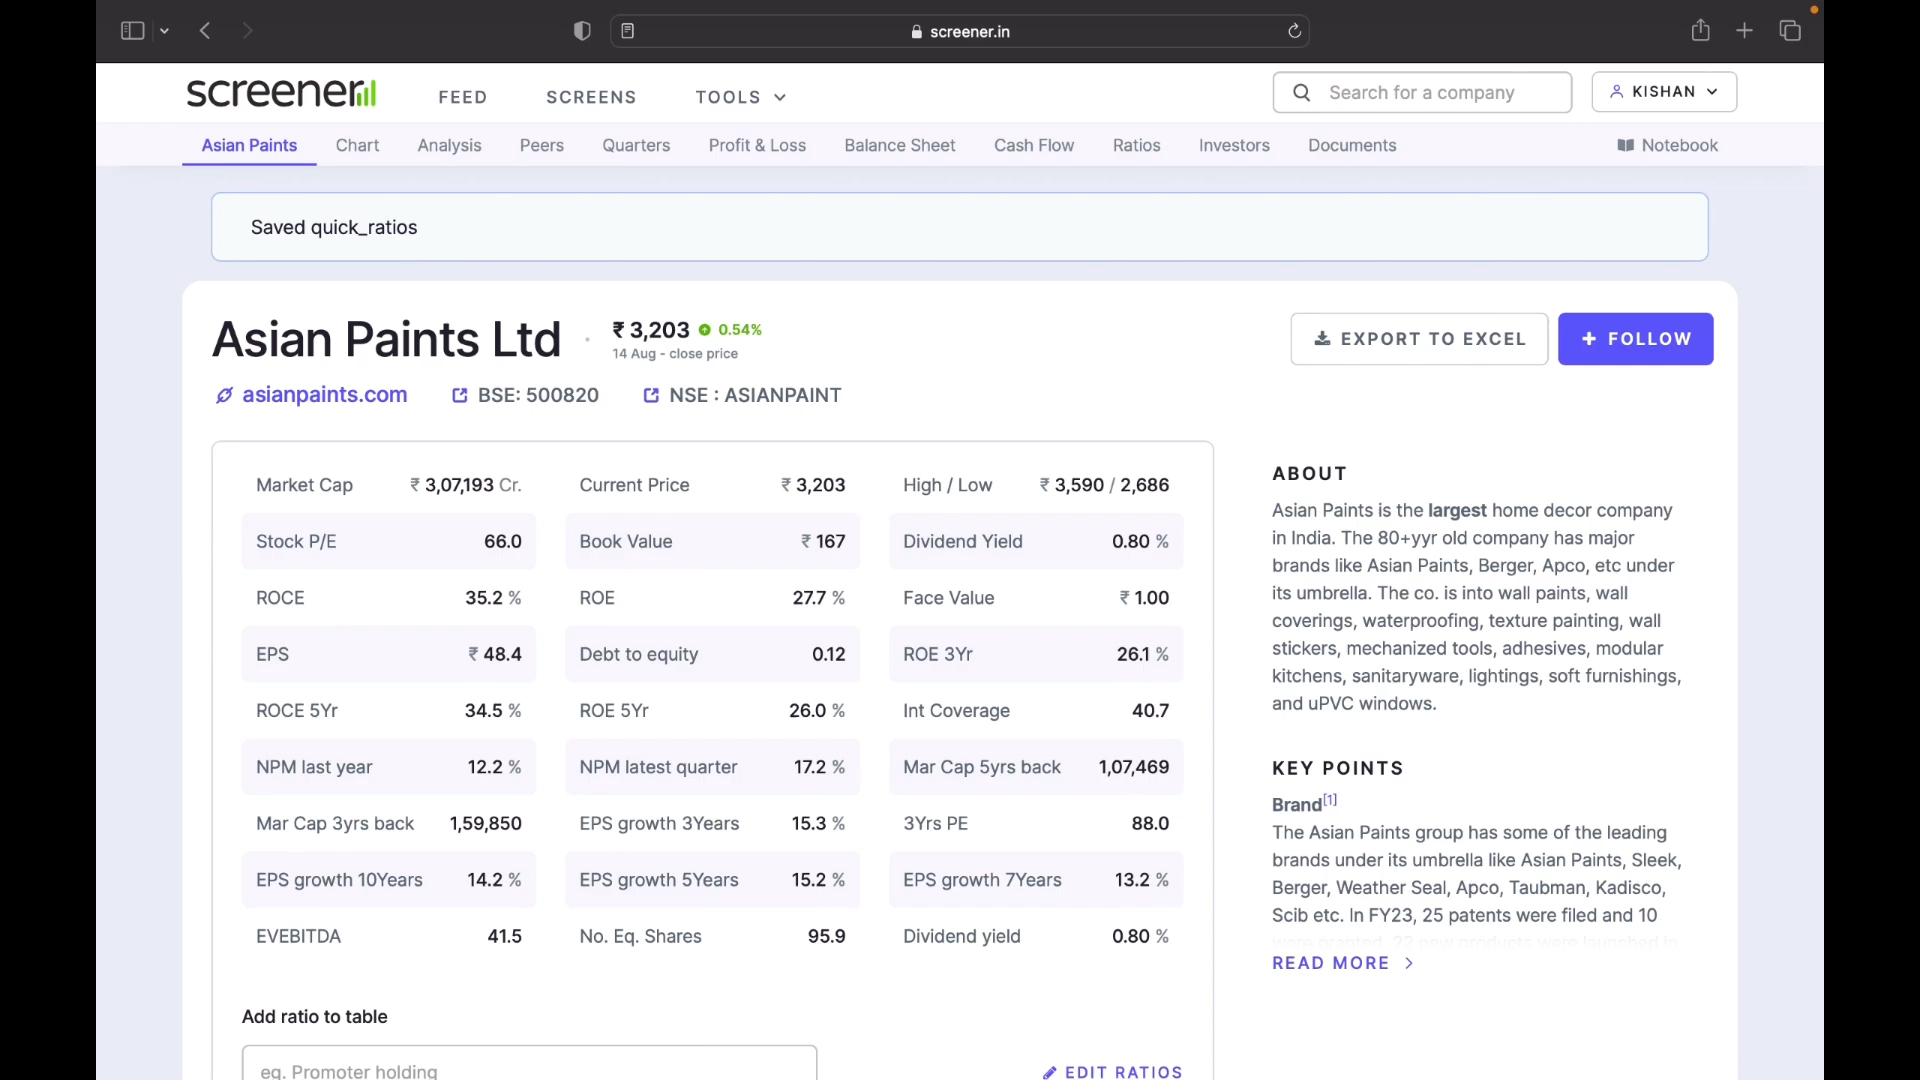 screener.in
screener
FEED
SCREENS
TOOLS
Search for a company
KISHAN
Asian Paints
Chart
Analysis
Peers
Quarters
Profit & Loss
Balance Sheet
Cash Flow
Ratios
Investors
Documents
Notebook
Saved quick_ratios
Asian Paints Ltd
₹ 3,203 0.54%
14 Aug - close price
EXPORT TO EXCEL
+ FOLLOW
asianpaints.com
BSE: 500820
NSE : ASIANPAINT
Market Cap ₹ 3,07,193 Cr.
Current Price ₹ 3,203
High / Low ₹ 3,590 / 2,686
Stock P/E 66.0
Book Value ₹ 167
Dividend Yield 0.80 %
ROCE 35.2 %
ROE 27.7 %
Face Value ₹ 1.00
EPS ₹ 48.4
Debt to equity 0.12
ROE 3Yr 26.1 %
ROCE 5Yr 34.5 %
ROE 5Yr 26.0 %
Int Coverage 40.7
NPM last year 12.2 %
NPM latest quarter 17.2 %
Mar Cap 5yrs back 1,07,469
Mar Cap 3yrs back 1,59,850
EPS growth 3Years 15.3 %
3Yrs PE 88.0
EPS growth 10Years 14.2 %
EPS growth 5Years 15.2 %
EPS growth 7Years 13.2 %
EVEBITDA 41.5
No. Eq. Shares 95.9
Dividend yield 0.80 %
Add ratio to table
eg. Promoter holding
EDIT RATIOS
ABOUT
Asian Paints is the largest home decor company
in India. The 80+yyr old company has major
brands like Asian Paints, Berger, Apco, etc under
its umbrella. The co. is into wall paints, wall
coverings, waterproofing, texture painting, wall
stickers, mechanized tools, adhesives, modular
kitchens, sanitaryware, lightings, soft furnishings,
and uPVC windows.
KEY POINTS
Brand[1]
The Asian Paints group has some of the leading
brands under its umbrella like Asian Paints, Sleek,
Berger, Weather Seal, Apco, Taubman, Kadisco,
Scib etc. In FY23, 25 patents were filed and 10
were granted. 22 new products were launched in
READ MORE